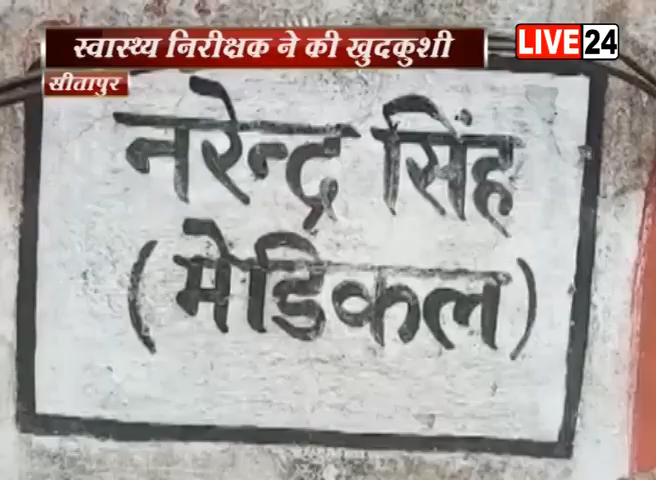 स्वास्थ्य निरीक्षक ने की खुदकुशी
LIVE24
सीतापुर
नरेन्द्र सिंह
(मेडिकल)